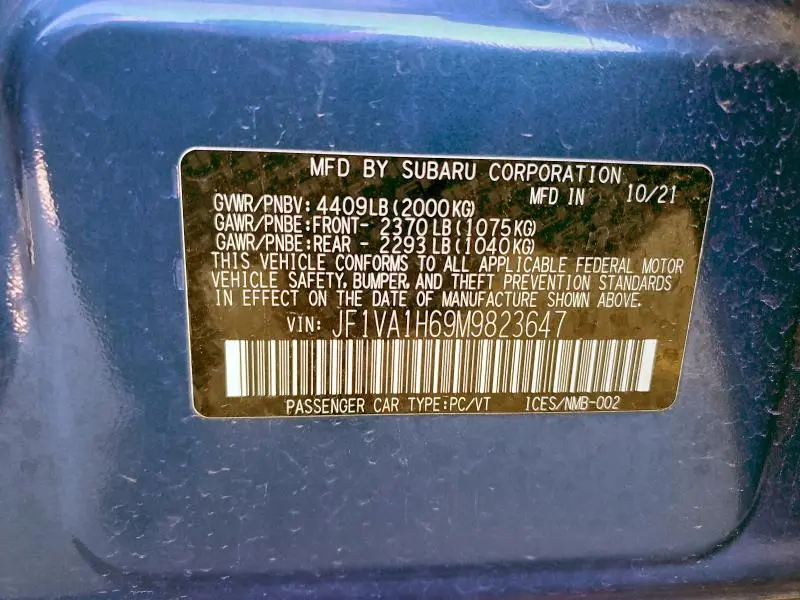 MFD BY SUBARU CORPORATION
MFD IN 10/21
GVWR/PNBV: 4409LB(2000KG)
GAWR/PNBE:FRONT- 2370LB(1075KG)
GAWR/PNBE:REAR - 2293LB(1040KG)
THIS VEHICLE CONFORMS TO ALL APPLICABLE FEDERAL MOTOR
VEHICLE SAFETY, BUMPER, AND THEFT PREVENTION STANDARDS
IN EFFECT ON THE DATE OF MANUFACTURE SHOWN ABOVE.
VIN: JF1VA1H69M9823647
PASSENGER CAR TYPE:PC/VT ICES/NMB-002